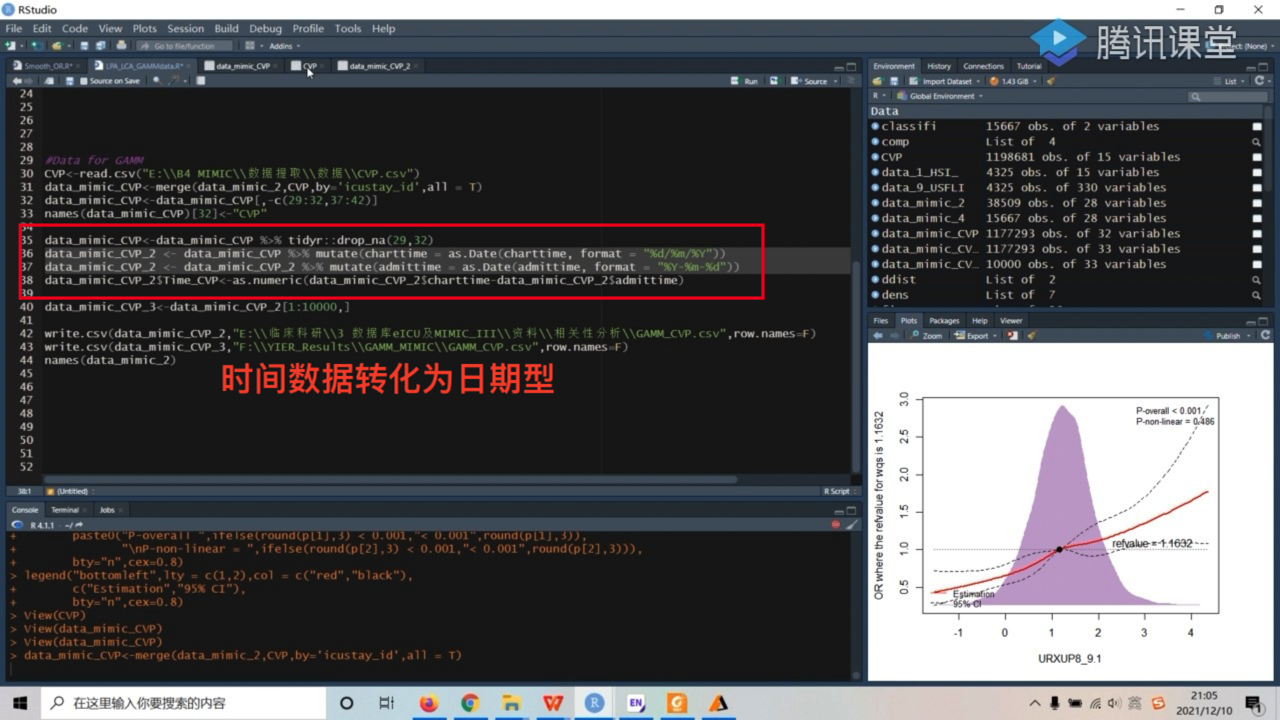 RStudio
File Edit Code View Plots Session Build Debug Profile Tools Help
Go to file/function Addins
腾讯课堂
Smooth_OR.R* LPA_LCA_GAMMdata.R* data_mimic_CVP CVP data_mimic_CVP_2
Source on Save Run Source
24
25
26
27
28
29 #Data for GAMM
30 CVP<-read.csv("E:\\B4 MIMIC\\数据提取\\数据\\CVP.csv")
31 data_mimic_CVP<-merge(data_mimic_2,CVP,by='icustay_id',all = T)
32 data_mimic_CVP<-data_mimic_CVP[,-c(29:32,37:42)]
33 names(data_mimic_CVP)[32]<-"CVP"
34
35 data_mimic_CVP<-data_mimic_CVP %>% tidyr::drop_na(29,32)
36 data_mimic_CVP_2 <- data_mimic_CVP %>% mutate(charttime = as.Date(charttime, format = "%d/%m/%Y"))
37 data_mimic_CVP_2 <- data_mimic_CVP_2 %>% mutate(admittime = as.Date(admittime, format = "%Y-%m-%d"))
38 data_mimic_CVP_2$Time_CVP<-as.numeric(data_mimic_CVP_2$charttime-data_mimic_CVP_2$admittime)
39
40 data_mimic_CVP_3<-data_mimic_CVP_2[1:10000,]
41
42 write.csv(data_mimic_CVP_2,"E:\\临床科研\\3 数据库eICU及MIMIC_III\\资料\\相关性分析\\GAMM_CVP.csv",row.names=F)
43 write.csv(data_mimic_CVP_3,"F:\\YIER_Results\\GAMM_MIMIC\\GAMM_CVP.csv",row.names=F)
44 names(data_mimic_2)
45
46
47
48
49
50
51
52
时间数据转化为日期型
38:1 (Untitled) R Script
Console Terminal Jobs
R 4.1.1 · ~/
+ paste0("P-overall ",ifelse(round(p[1],3) < 0.001,"< 0.001",round(p[1],3)),
+ "\nP-non-linear = ",ifelse(round(p[2],3) < 0.001,"< 0.001",round(p[2],3))),
+ bty="n",cex=0.8)
> legend("bottomleft",lty = c(1,2),col = c("red","black"),
+ c("Estimation","95% CI"),
+ bty="n",cex=0.8)
> View(CVP)
> View(data_mimic_CVP)
> View(data_mimic_CVP)
> data_mimic_CVP<-merge(data_mimic_2,CVP,by='icustay_id',all = T)
Environment History Connections Tutorial
Import Dataset 1.43 GiB List
R Global Environment
Data
classifi 15667 obs. of 2 variables
comp List of 4
CVP 1198681 obs. of 15 variables
data_1_HSI_ 4325 obs. of 15 variables
data_9_USFLI 4325 obs. of 330 variables
data_mimic_2 38509 obs. of 28 variables
data_mimic_4 15667 obs. of 28 variables
data_mimic_CVP 1177293 obs. of 32 variables
data_mimic_CV… 1177293 obs. of 33 variables
data_mimic_CV… 10000 obs. of 33 variables
ddist List of 2
dens List of 7
Files Plots Packages Help Viewer
Zoom Export Publish
OR where the refvalue for wqs is 1.1632
3.0
2.5
2.0
1.5
1.0
0.5
P-overall < 0.001
P-non-linear = 0.486
refvalue = 1.1632
Estimation
95% CI
-1 0 1 2 3 4
URXUP8_9.1
在这里输入你要搜索的内容
EN
英
21:05
2021/12/10
1